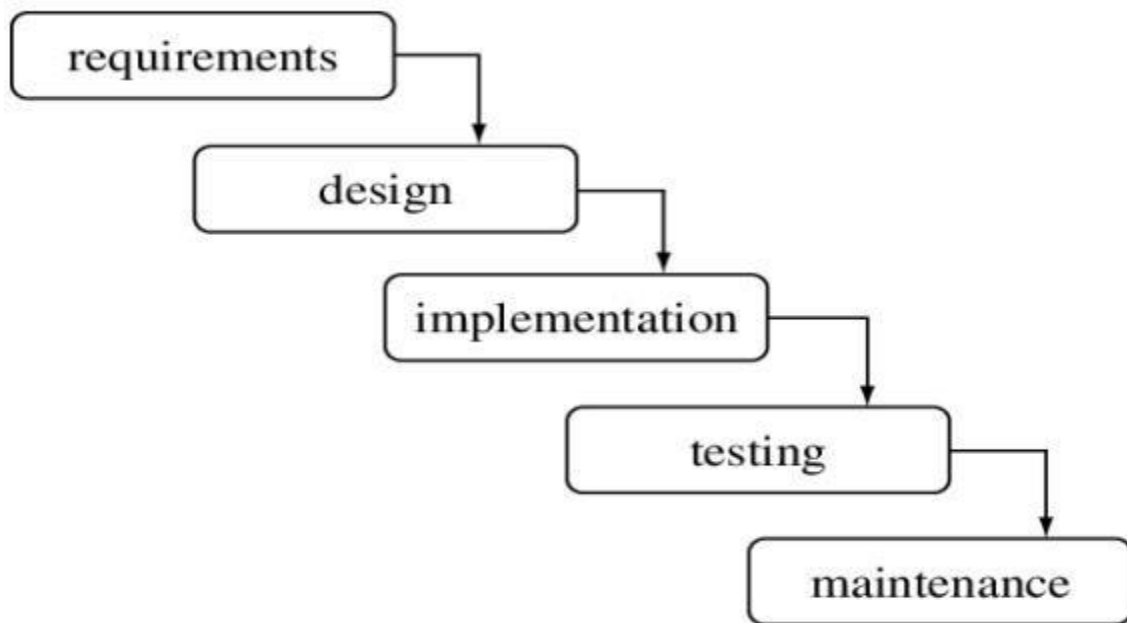 requirements
design
implementation
testing
maintenance